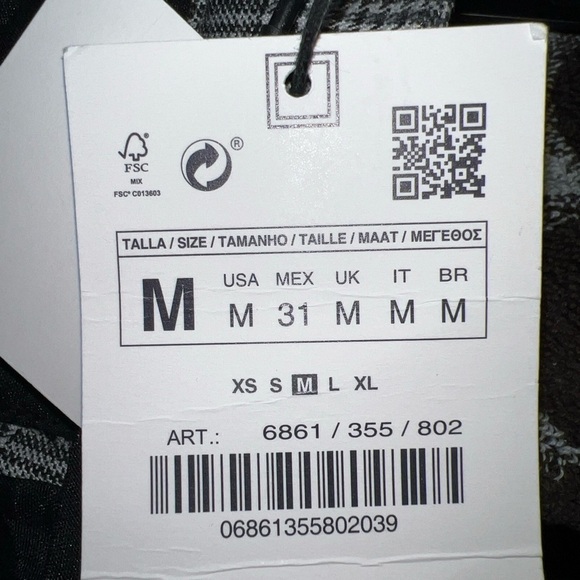 ®
FSC
MIX
FSC® C013603
TALLA / SIZE / TAMANHO / TAILLE / MAAT / ΜΕΓΕΘΟΣ
M
USA MEX UK IT BR
M 31 M M M
XS S M L XL
ART.: 6861 / 355 / 802
06861355802039